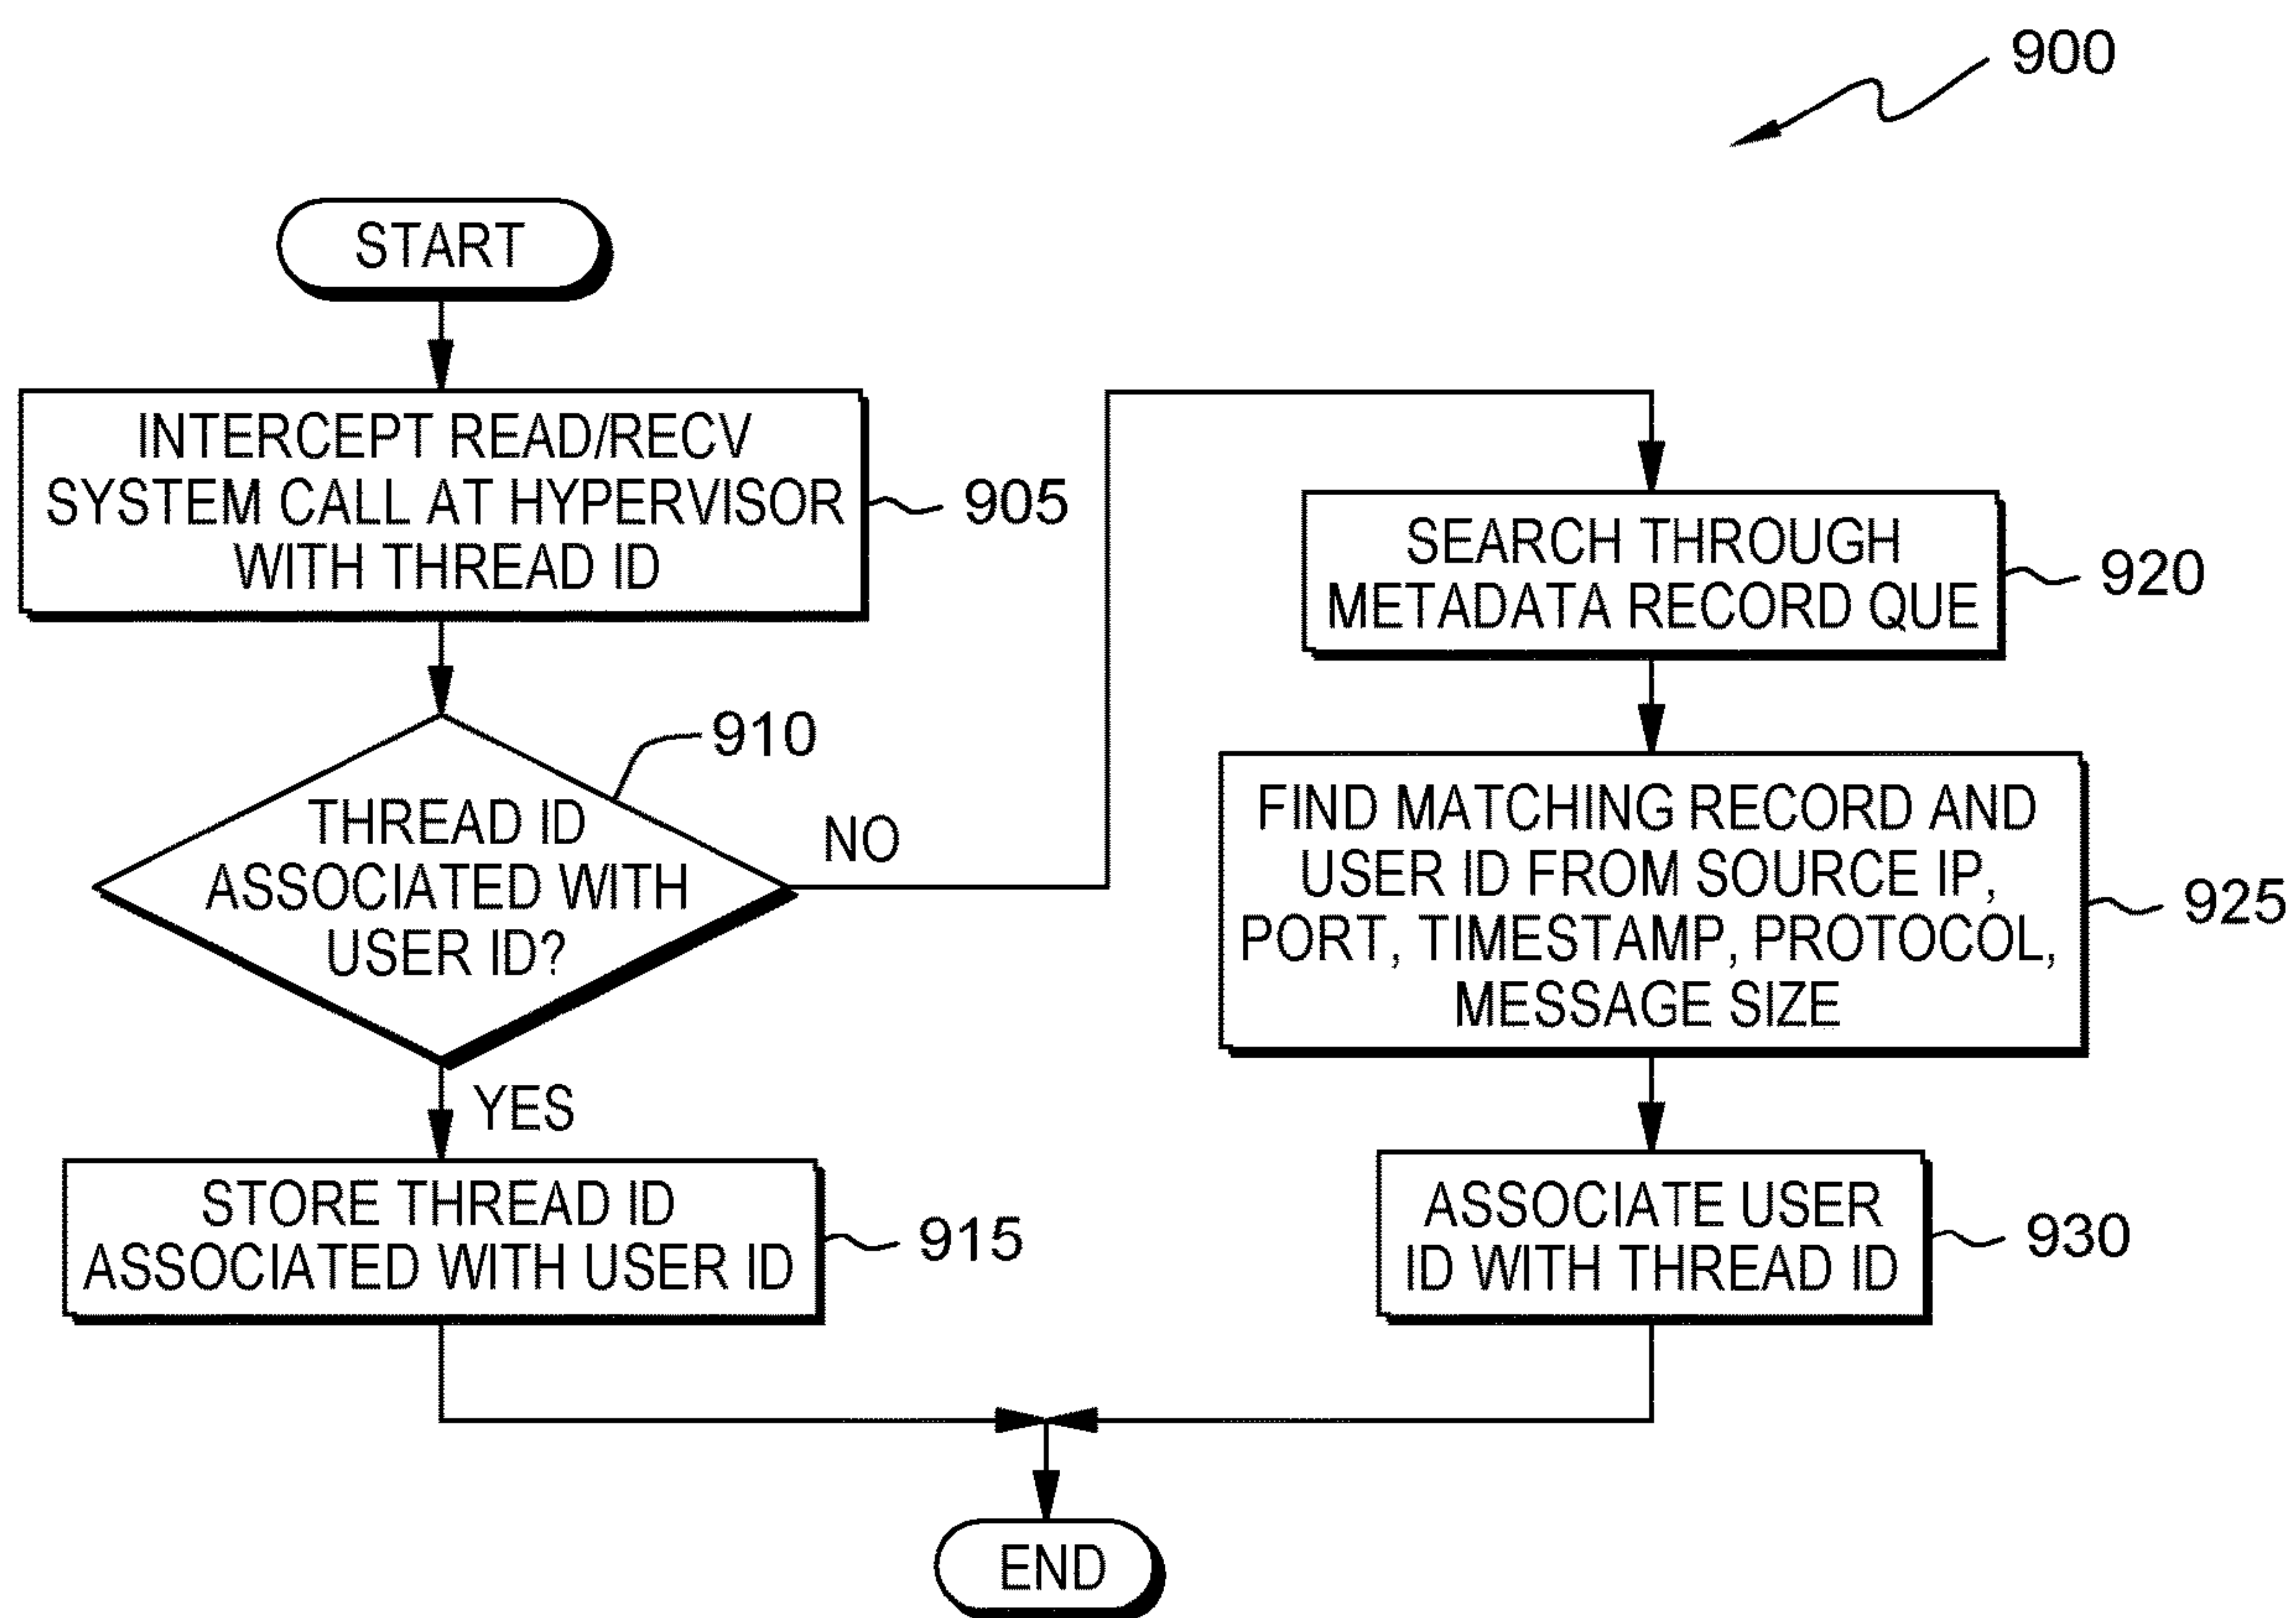 900
START
INTERCEPT READ/RECV
SYSTEM CALL AT HYPERVISOR
WITH THREAD ID
905
THREAD ID
ASSOCIATED WITH
USER ID?
910
NO
YES
STORE THREAD ID
ASSOCIATED WITH USER ID
915
SEARCH THROUGH
METADATA RECORD QUE
920
FIND MATCHING RECORD AND
USER ID FROM SOURCE IP,
PORT, TIMESTAMP, PROTOCOL,
MESSAGE SIZE
925
ASSOCIATE USER
ID WITH THREAD ID
930
END